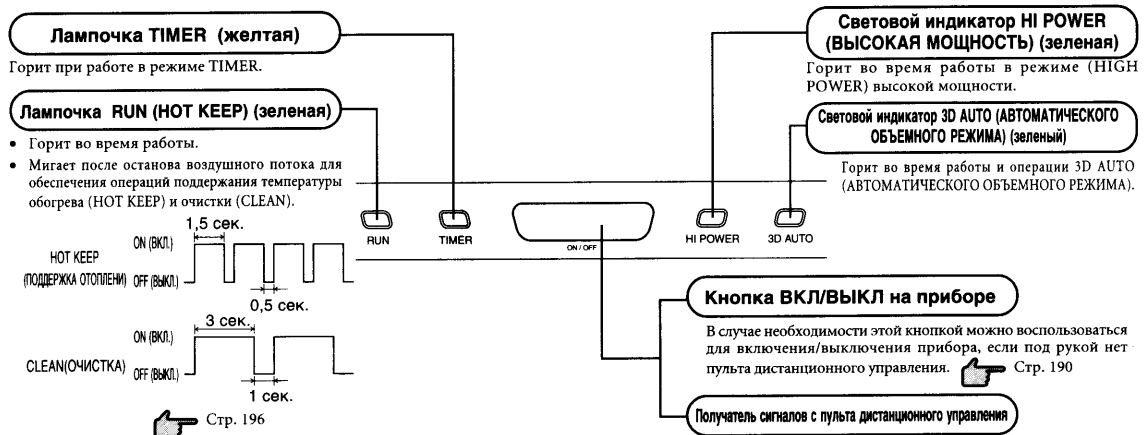 Лампочка TIMER (желтая)
Горит при работе в режиме TIMER.
Лампочка RUN (HOT KEEP) (зеленая)
• Горит во время работы.
• Мигает после останова воздушного потока для
обеспечения операций поддержания температуры
обогрева (HOT KEEP) и очистки (CLEAN).
1,5 сек.
ON (ВКЛ.)
HOT KEEP
(ПОДДЕРЖКА ОТОПЛЕНИ)
OFF (ВЫКЛ.)
0,5 сек.
3 сек.
ON (ВКЛ.)
CLEAN(ОЧИСТКА)
OFF (ВЫКЛ.)
1 сек.
Стр. 196
RUN
TIMER
ON / OFF
HI POWER
3D AUTO
Световой индикатор HI POWER
(ВЫСОКАЯ МОЩНОСТЬ) (зеленая)
Горит во время работы в режиме (HIGH
POWER) высокой мощности.
Световой индикатор 3D AUTO (АВТОМАТИЧЕСКОГО
ОБЪЕМНОГО РЕЖИМА) (зеленый)
Горит во время работы и операции 3D AUTO
(АВТОМАТИЧЕСКОГО ОБЪЕМНОГО РЕЖИМА).
Кнопка ВКЛ/ВЫКЛ на приборе
В случае необходимости этой кнопкой можно воспользоваться
для включения/выключения прибора, если под рукой нет
пульта дистанционного управления.
Стр. 190
Получатель сигналов с пульта дистанционного управления